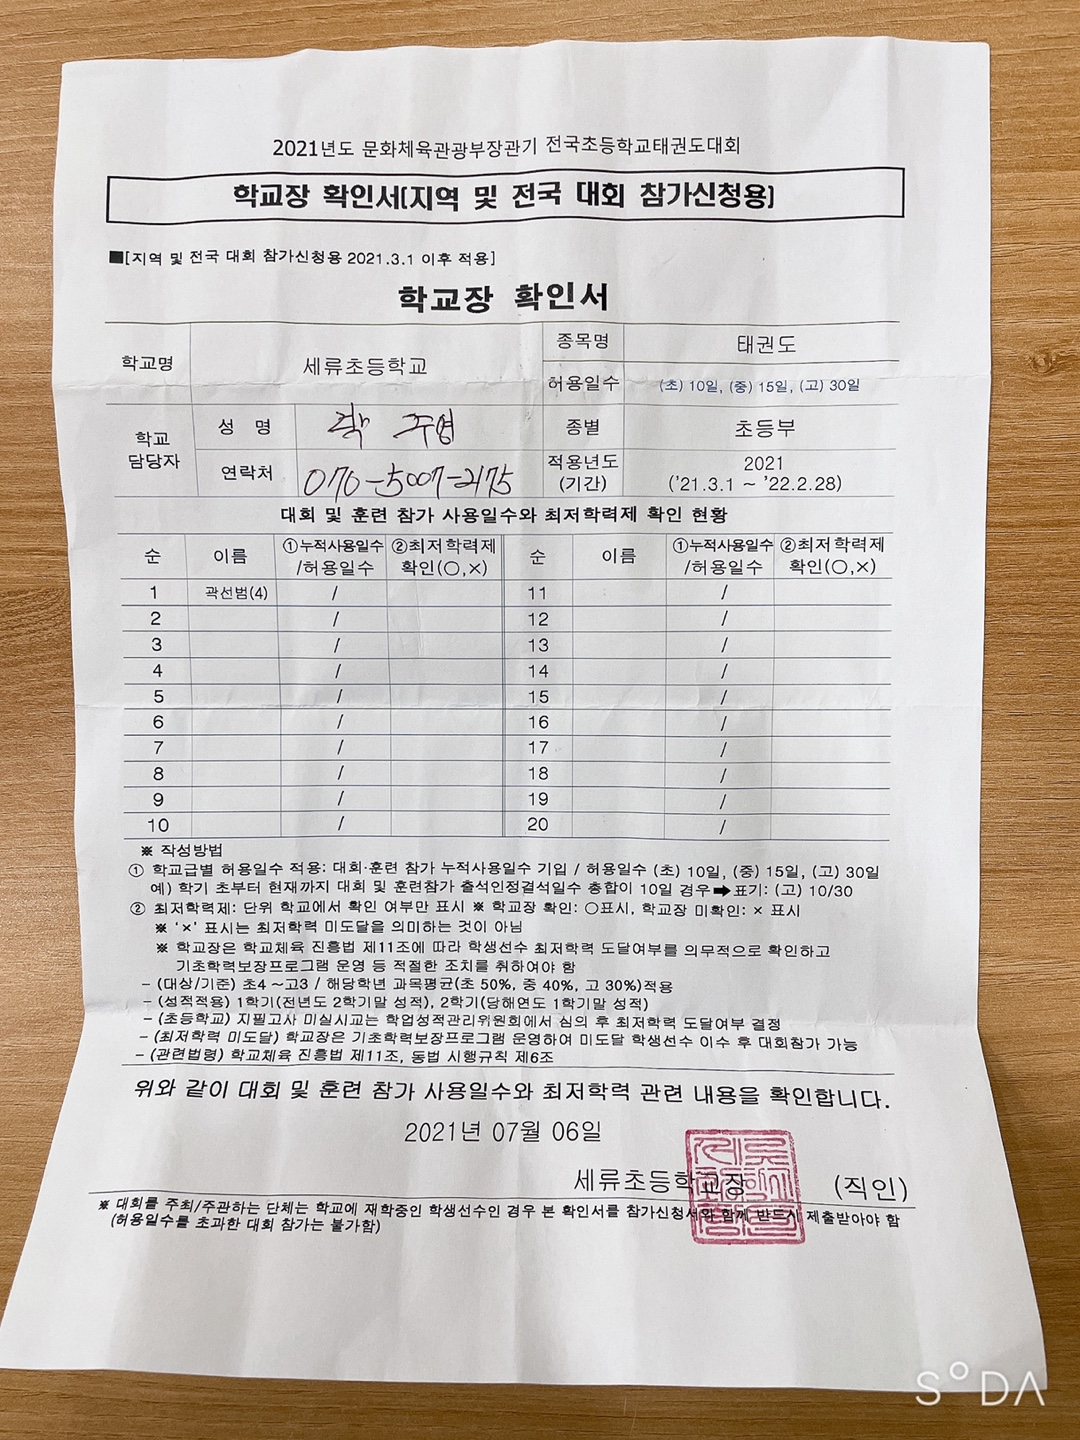 2021년도 문화체육관광부장관기 전국초등학교태권도대회
학교장 확인서(지역 및 전국 대회 참가신청용)
■[지역 및 전국 대회 참가신청용 2021.3.1 이후 적용]
학교장 확인서
학교명 세류초등학교 종목명 태권도
허용일수 (초) 10일, (중) 15일, (고) 30일
학교 담당자 성 명 주영 종별 초등부
연락처 070-5007-2175 적용년도 (기간) 2021 ('21.3.1 ~ '22.2.28)
대회 및 훈련 참가 사용일수와 최저학력제 확인 현황
순 이름 ①누적사용일수 /허용일수 ②최저학력제 확인(○,×) 순 이름 ①누적사용일수 /허용일수 ②최저학력제 확인(○,×)
1 곽선범(4) / 11 /
2 / 12 /
3 / 13 /
4 / 14 /
5 / 15 /
6 / 16 /
7 / 17 /
8 / 18 /
9 / 19 /
10 / 20 /
※ 작성방법
① 학교급별 허용일수 적용: 대회·훈련 참가 누적사용일수 기입 / 허용일수 (초) 10일, (중) 15일, (고) 30일
예) 학기 초부터 현재까지 대회 및 훈련참가 출석인정결석일수 총합이 10일 경우➡표기: (고) 10/30
② 최저학력제: 단위 학교에서 확인 여부만 표시 ※ 학교장 확인: ○표시, 학교장 미확인: × 표시
※ '×' 표시는 최저학력 미도달을 의미하는 것이 아님
※ 학교장은 학교체육 진흥법 제11조에 따라 학생선수 최저학력 도달여부를 의무적으로 확인하고
기초학력보장프로그램 운영 등 적절한 조치를 취하여야 함
- (대상/기준) 초4 ~고3 / 해당학년 과목평균(초 50%, 중 40%, 고 30%)적용
- (성적적용) 1학기(전년도 2학기말 성적), 2학기(당해연도 1학기말 성적)
- (초등학교) 지필고사 미실시교는 학업성적관리위원회에서 심의 후 최저학력 도달여부 결정
- (최저학력 미도달) 학교장은 기초학력보장프로그램 운영하여 미도달 학생선수 이수 후 대회참가 가능
- (관련법령) 학교체육 진흥법 제11조, 동법 시행규칙 제6조
위와 같이 대회 및 훈련 참가 사용일수와 최저학력 관련 내용을 확인합니다.
2021년 07월 06일
세류초등학교장 (직인)
※ 대회를 주최/주관하는 단체는 학교에 재학중인 학생선수인 경우 본 확인서를 참가신청서와 함께 반드시 제출받아야 함
(허용일수를 초과한 대회 참가는 불가함)
SODA